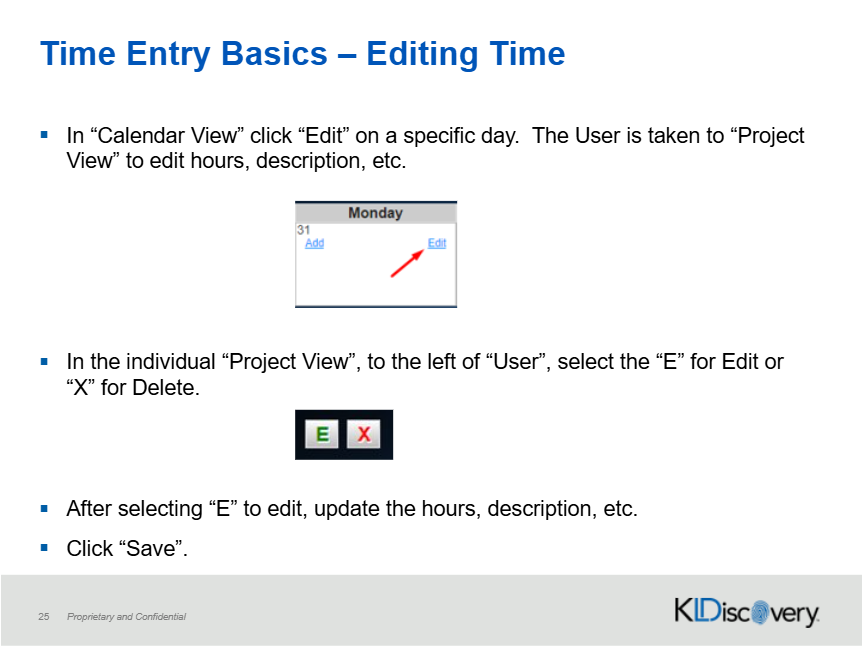 Time Entry Basics – Editing Time
▪ In “Calendar View” click “Edit” on a specific day.  The User is taken to “Project
View” to edit hours, description, etc.
Monday
31
Add Edit
▪ In the individual “Project View”, to the left of “User”, select the “E” for Edit or
“X” for Delete.
E X
▪ After selecting “E” to edit, update the hours, description, etc.
▪ Click “Save”.
25 Proprietary and Confidential
KLDiscovery